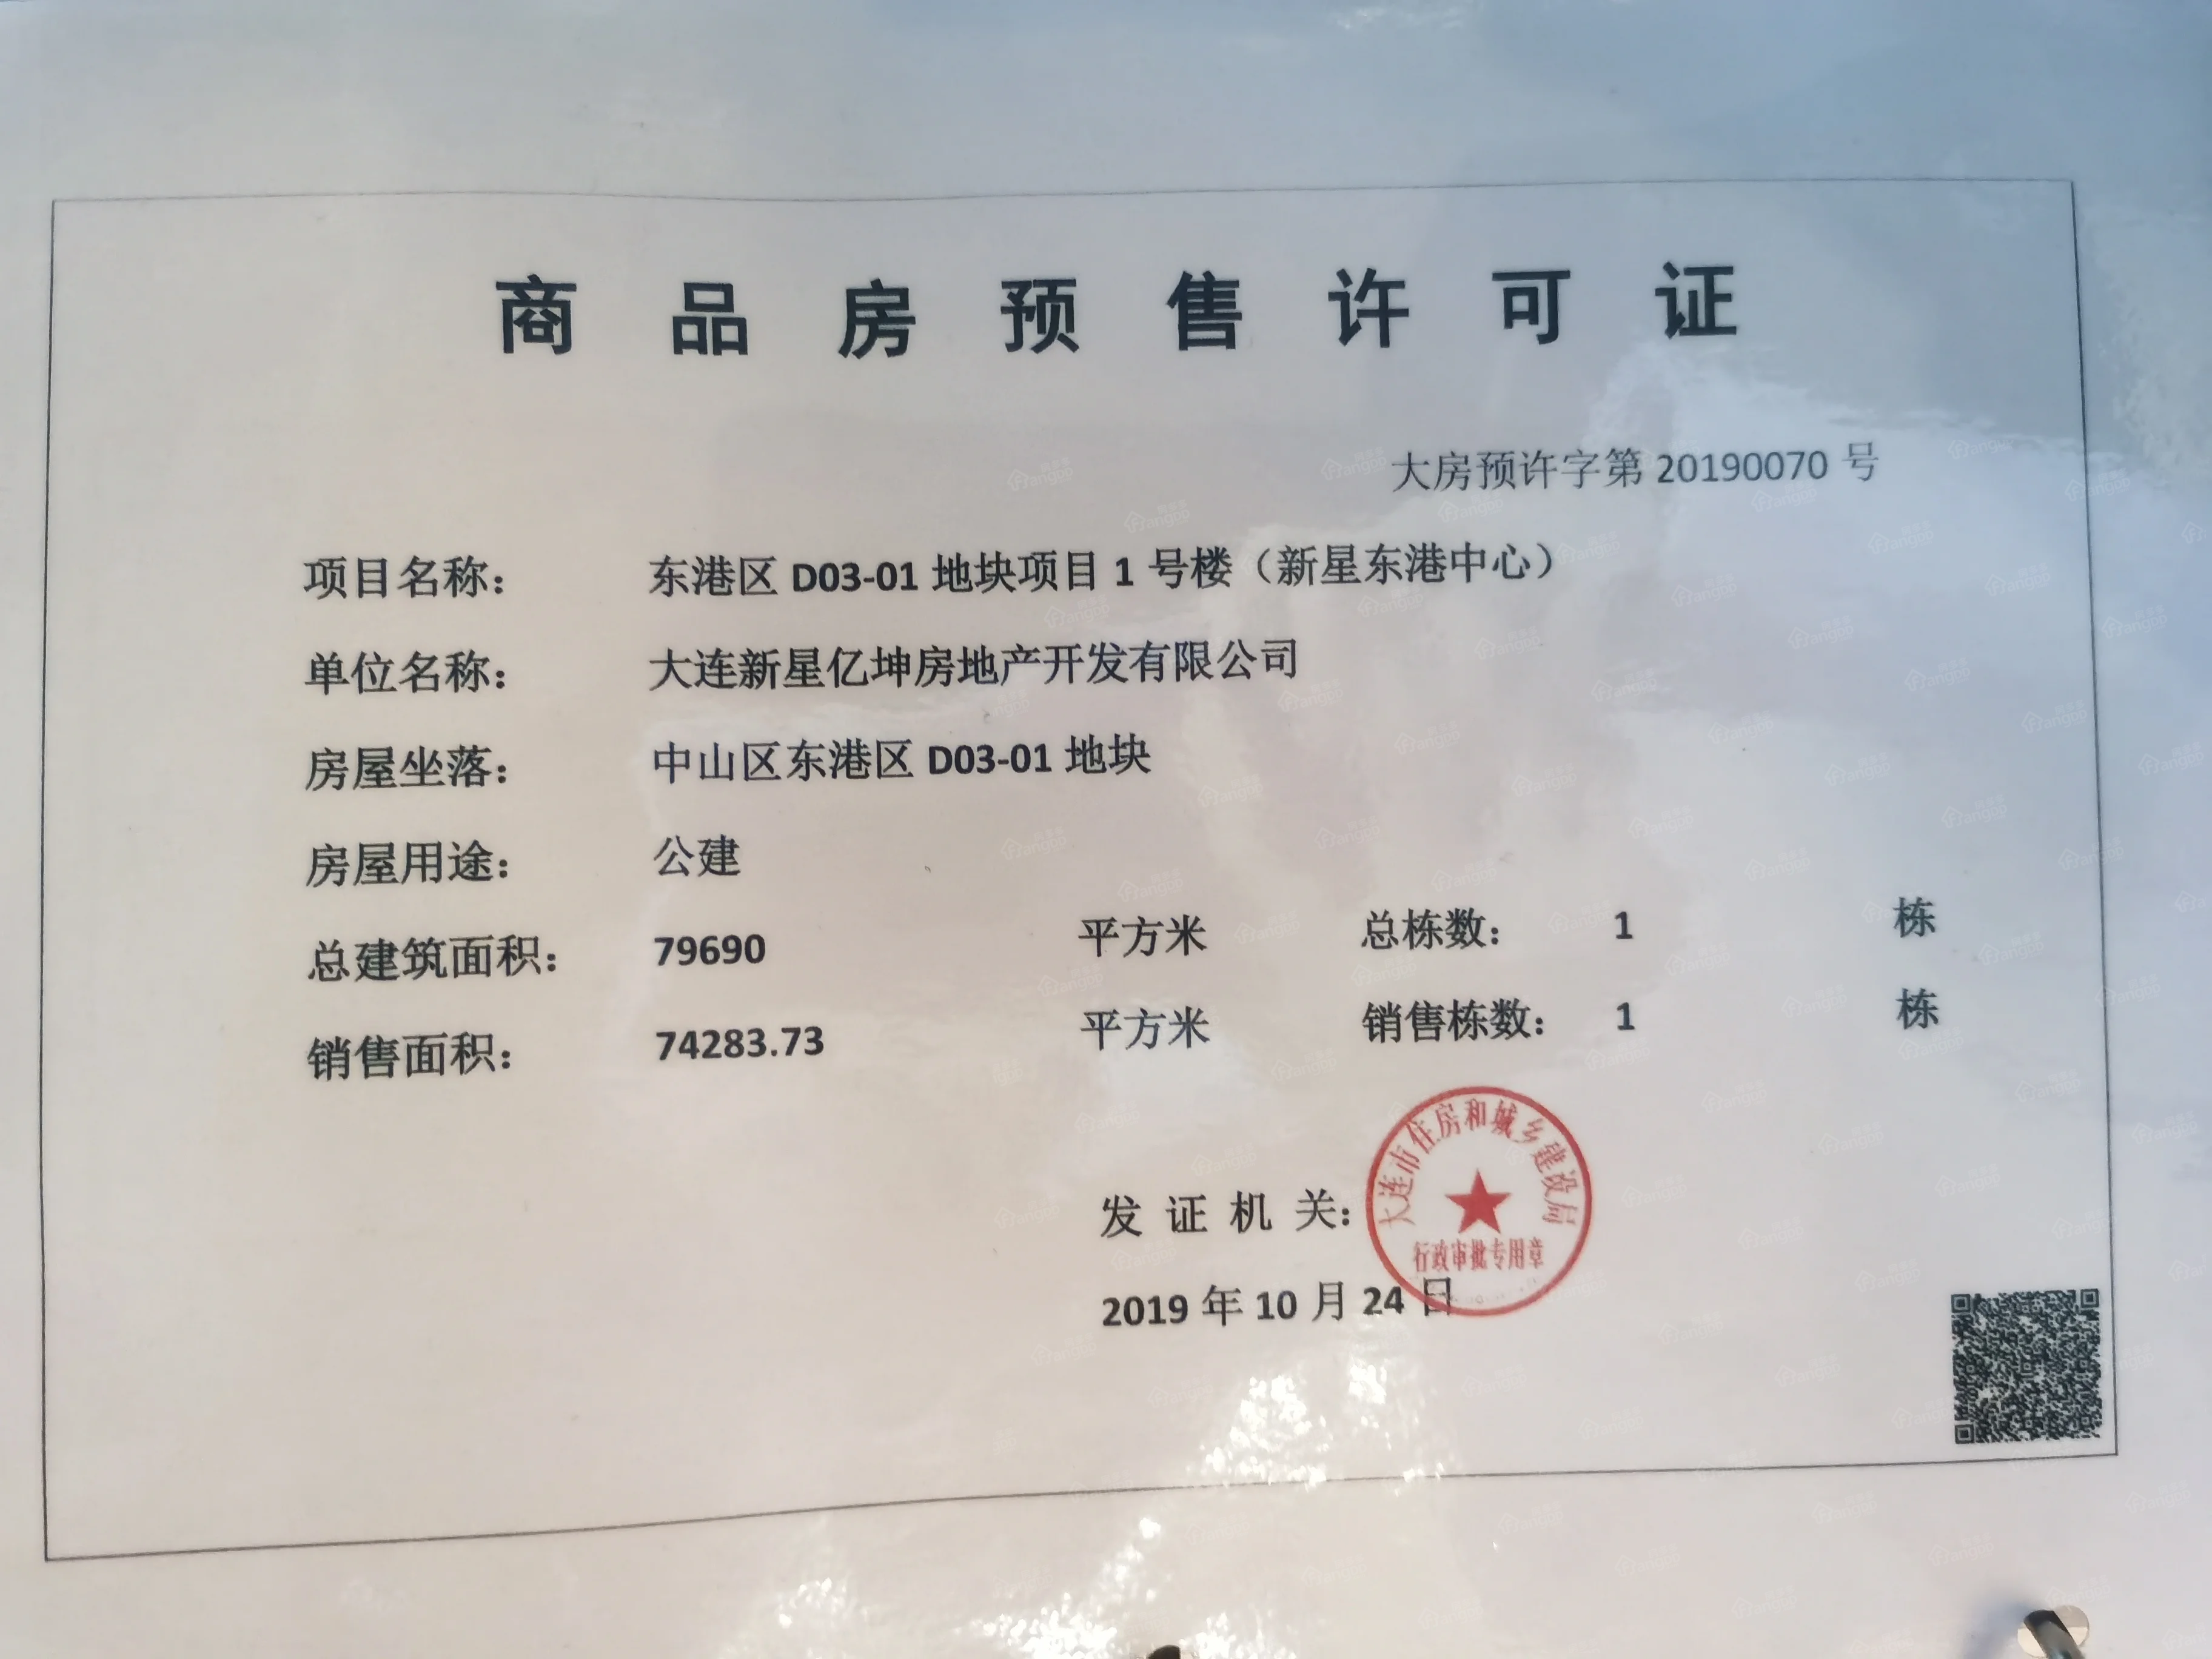 商品房预售许可证
大房预许字第 20190070 号
项目名称： 东港区 D03-01 地块项目 1 号楼（新星东港中心）
单位名称： 大连新星亿坤房地产开发有限公司
房屋坐落： 中山区东港区 D03-01 地块
房屋用途： 公建
总建筑面积： 79690 平方米 总栋数： 1 栋
销售面积： 74283.73 平方米 销售栋数： 1 栋
大连市住房和城乡建设局
行政审批专用章
发证机关：
2019 年 10 月 24 日